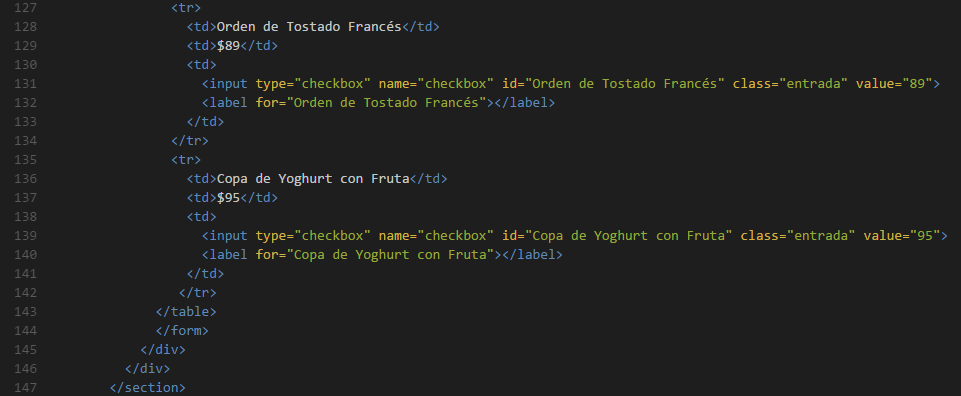 127 <tr>
128 <td>Orden de Tostado Francés</td>
129 <td>$89</td>
130 <td>
131 <input type="checkbox" name="checkbox" id="Orden de Tostado Francés" class="entrada" value="89">
132 <label for="Orden de Tostado Francés"></label>
133 </td>
134 </tr>
135 <tr>
136 <td>Copa de Yoghurt con Fruta</td>
137 <td>$95</td>
138 <td>
139 <input type="checkbox" name="checkbox" id="Copa de Yoghurt con Fruta" class="entrada" value="95">
140 <label for="Copa de Yoghurt con Fruta"></label>
141 </td>
142 </tr>
143 </table>
144 </form>
145 </div>
146 </div>
147 </section>